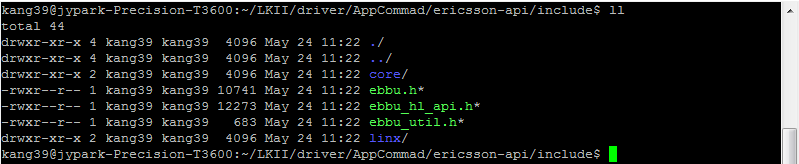 kang39@jypark-Precision-T3600:~/LKII/driver/AppCommad/ericsson-api/include$ ll
total 44
drwxr-xr-x 4 kang39 kang39  4096 May 24 11:22 ./
drwxr-xr-x 4 kang39 kang39  4096 May 24 11:22 ../
drwxr-xr-x 2 kang39 kang39  4096 May 24 11:22 core/
-rwxr--r-- 1 kang39 kang39 10741 May 24 11:22 ebbu.h*
-rwxr--r-- 1 kang39 kang39 12273 May 24 11:22 ebbu_hl_api.h*
-rwxr--r-- 1 kang39 kang39   683 May 24 11:22 ebbu_util.h*
drwxr-xr-x 2 kang39 kang39  4096 May 24 11:22 linx/
kang39@jypark-Precision-T3600:~/LKII/driver/AppCommad/ericsson-api/include$